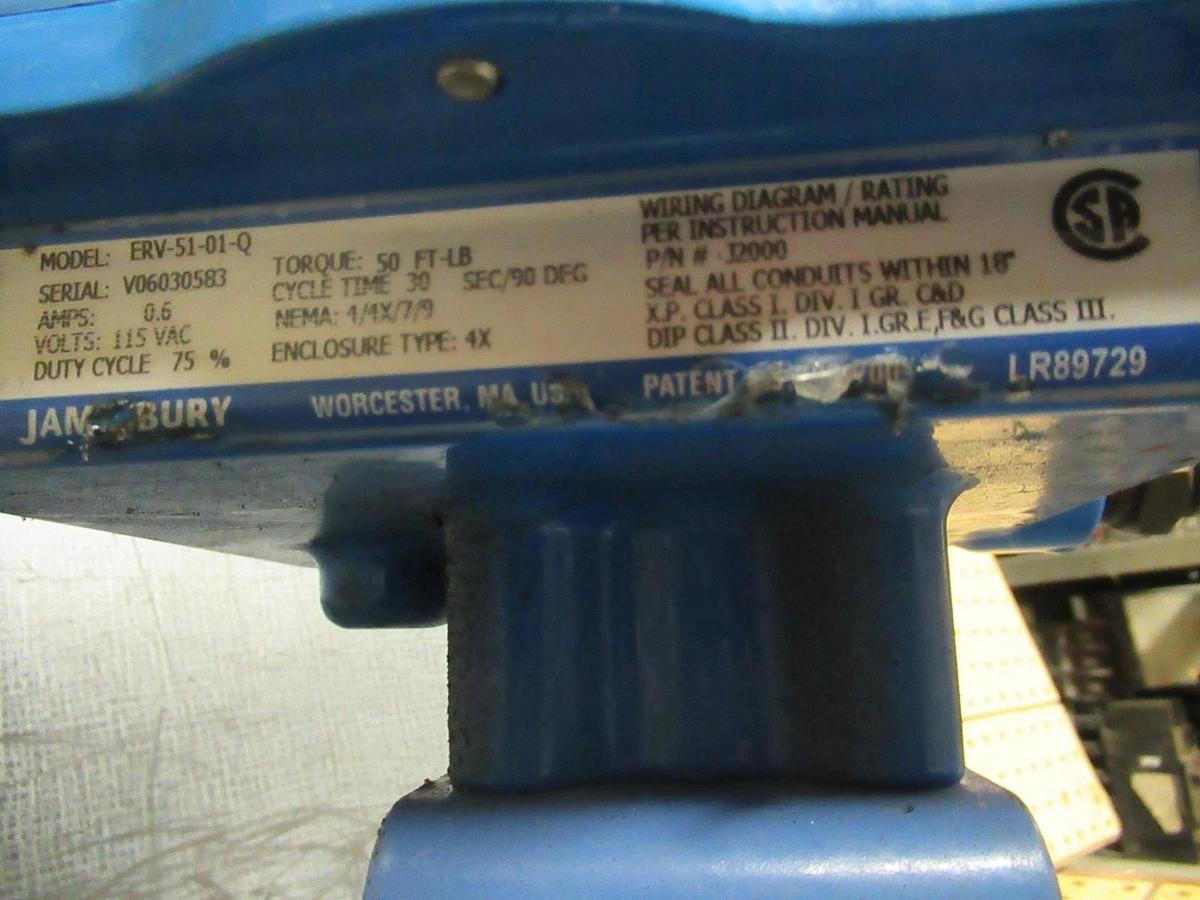 MODEL: ERV-51-01-Q
SERIAL: V06030583
AMPS: 0.6
VOLTS: 115 VAC
DUTY CYCLE 75 %
TORQUE: 50 FT-LB
CYCLE TIME 30 SEC/90 DEG
NEMA: 4/4X/7/9
ENCLOSURE TYPE: 4X
WIRING DIAGRAM / RATING
PER INSTRUCTION MANUAL
P/N # J2000
SEAL ALL CONDUITS WITHIN 18"
X.P. CLASS I. DIV. I GR. C&D
DIP CLASS II. DIV. I.GR.E,F&G CLASS III.
SA
WORCESTER, MA
PATENT
LR89729